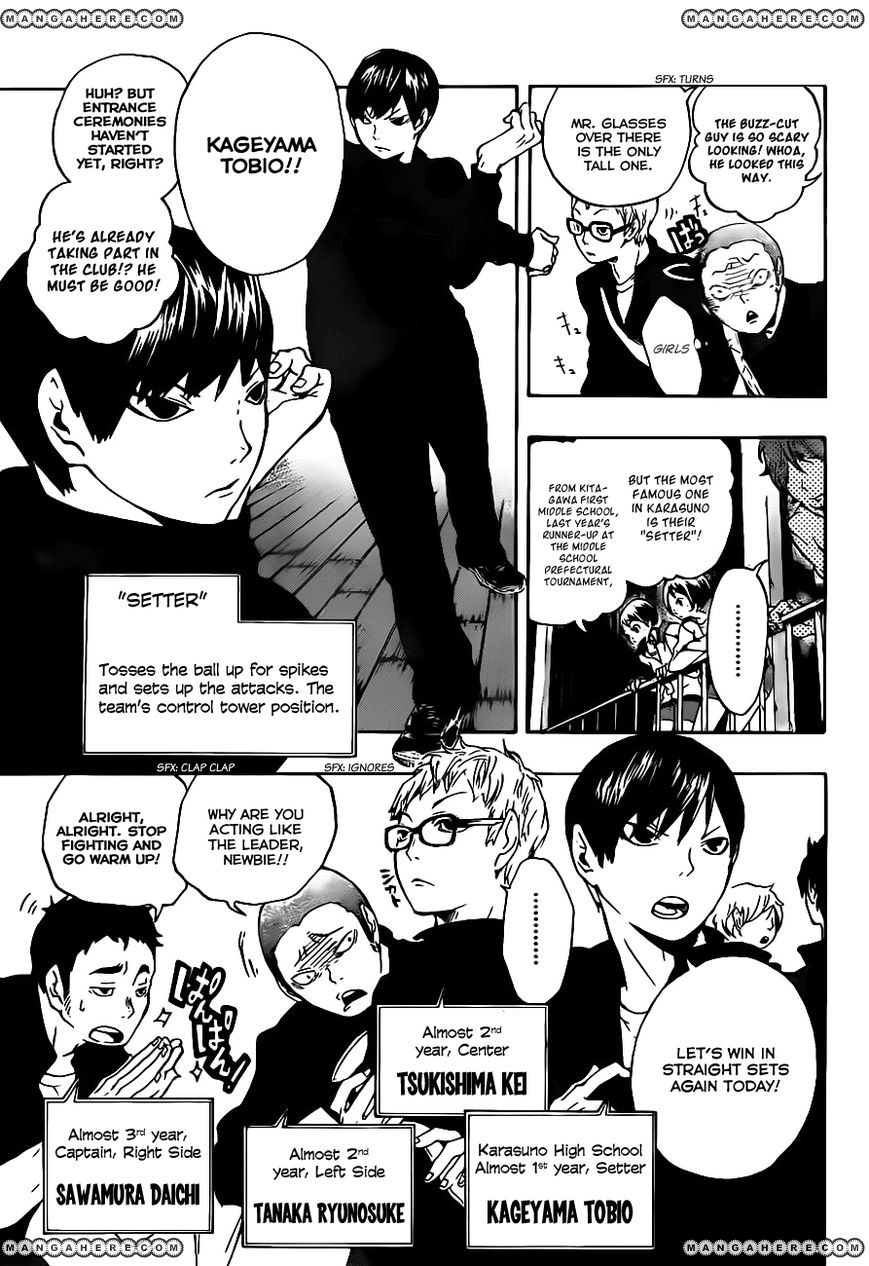 MANGAHERE.COM
MANGAHERE.COM
SFX: TURNS
THE BUZZ-CUT
GUY IS SO SCARY
LOOKING! WHOA,
HE LOOKED THIS
WAY.
MR. GLASSES
OVER THERE
IS THE ONLY
TALL ONE.
GIRLS
キュ
キュ
BUT THE MOST
FAMOUS ONE
IN KARASUNO
IS THEIR
"SETTER"!
FROM KITA-
GAWA FIRST
MIDDLE SCHOOL,
LAST YEAR'S
RUNNER-UP AT
THE MIDDLE
SCHOOL
PREFECTURAL
TOURNAMENT,
.........
KAGEYAMA
TOBIO!!
HUH? BUT
ENTRANCE
CEREMONIES
HAVEN'T
STARTED
YET, RIGHT?
HE'S ALREADY
TAKING PART IN
THE CLUB!? HE
MUST BE GOOD!
"SETTER"
Tosses the ball up for spikes
and sets up the attacks. The
team's control tower position.
SFX: CLAP CLAP
SFX: IGNORES
LET'S WIN IN
STRAIGHT SETS
AGAIN TODAY!
Karasuno High School
Almost 1st year, Setter
KAGEYAMA TOBIO
.........
Almost 2nd
year, Center
TSUKISHIMA KEI
WHY ARE YOU
ACTING LIKE
THE LEADER,
NEWBIE!!
Almost 2nd
year, Left Side
TANAKA RYUNOSUKE
ALRIGHT,
ALRIGHT. STOP
FIGHTING AND
GO WARM UP!
ぱん
ぱん!
Almost 3rd year,
Captain, Right Side
SAWAMURA DAICHI
MANGAHERE.COM
MANGAHERE.COM